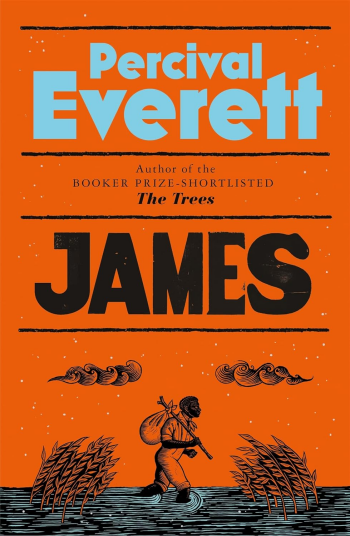 Percival
Everett
Author of the
BOOKER PRIZE-SHORTLISTED
The Trees
JAMES